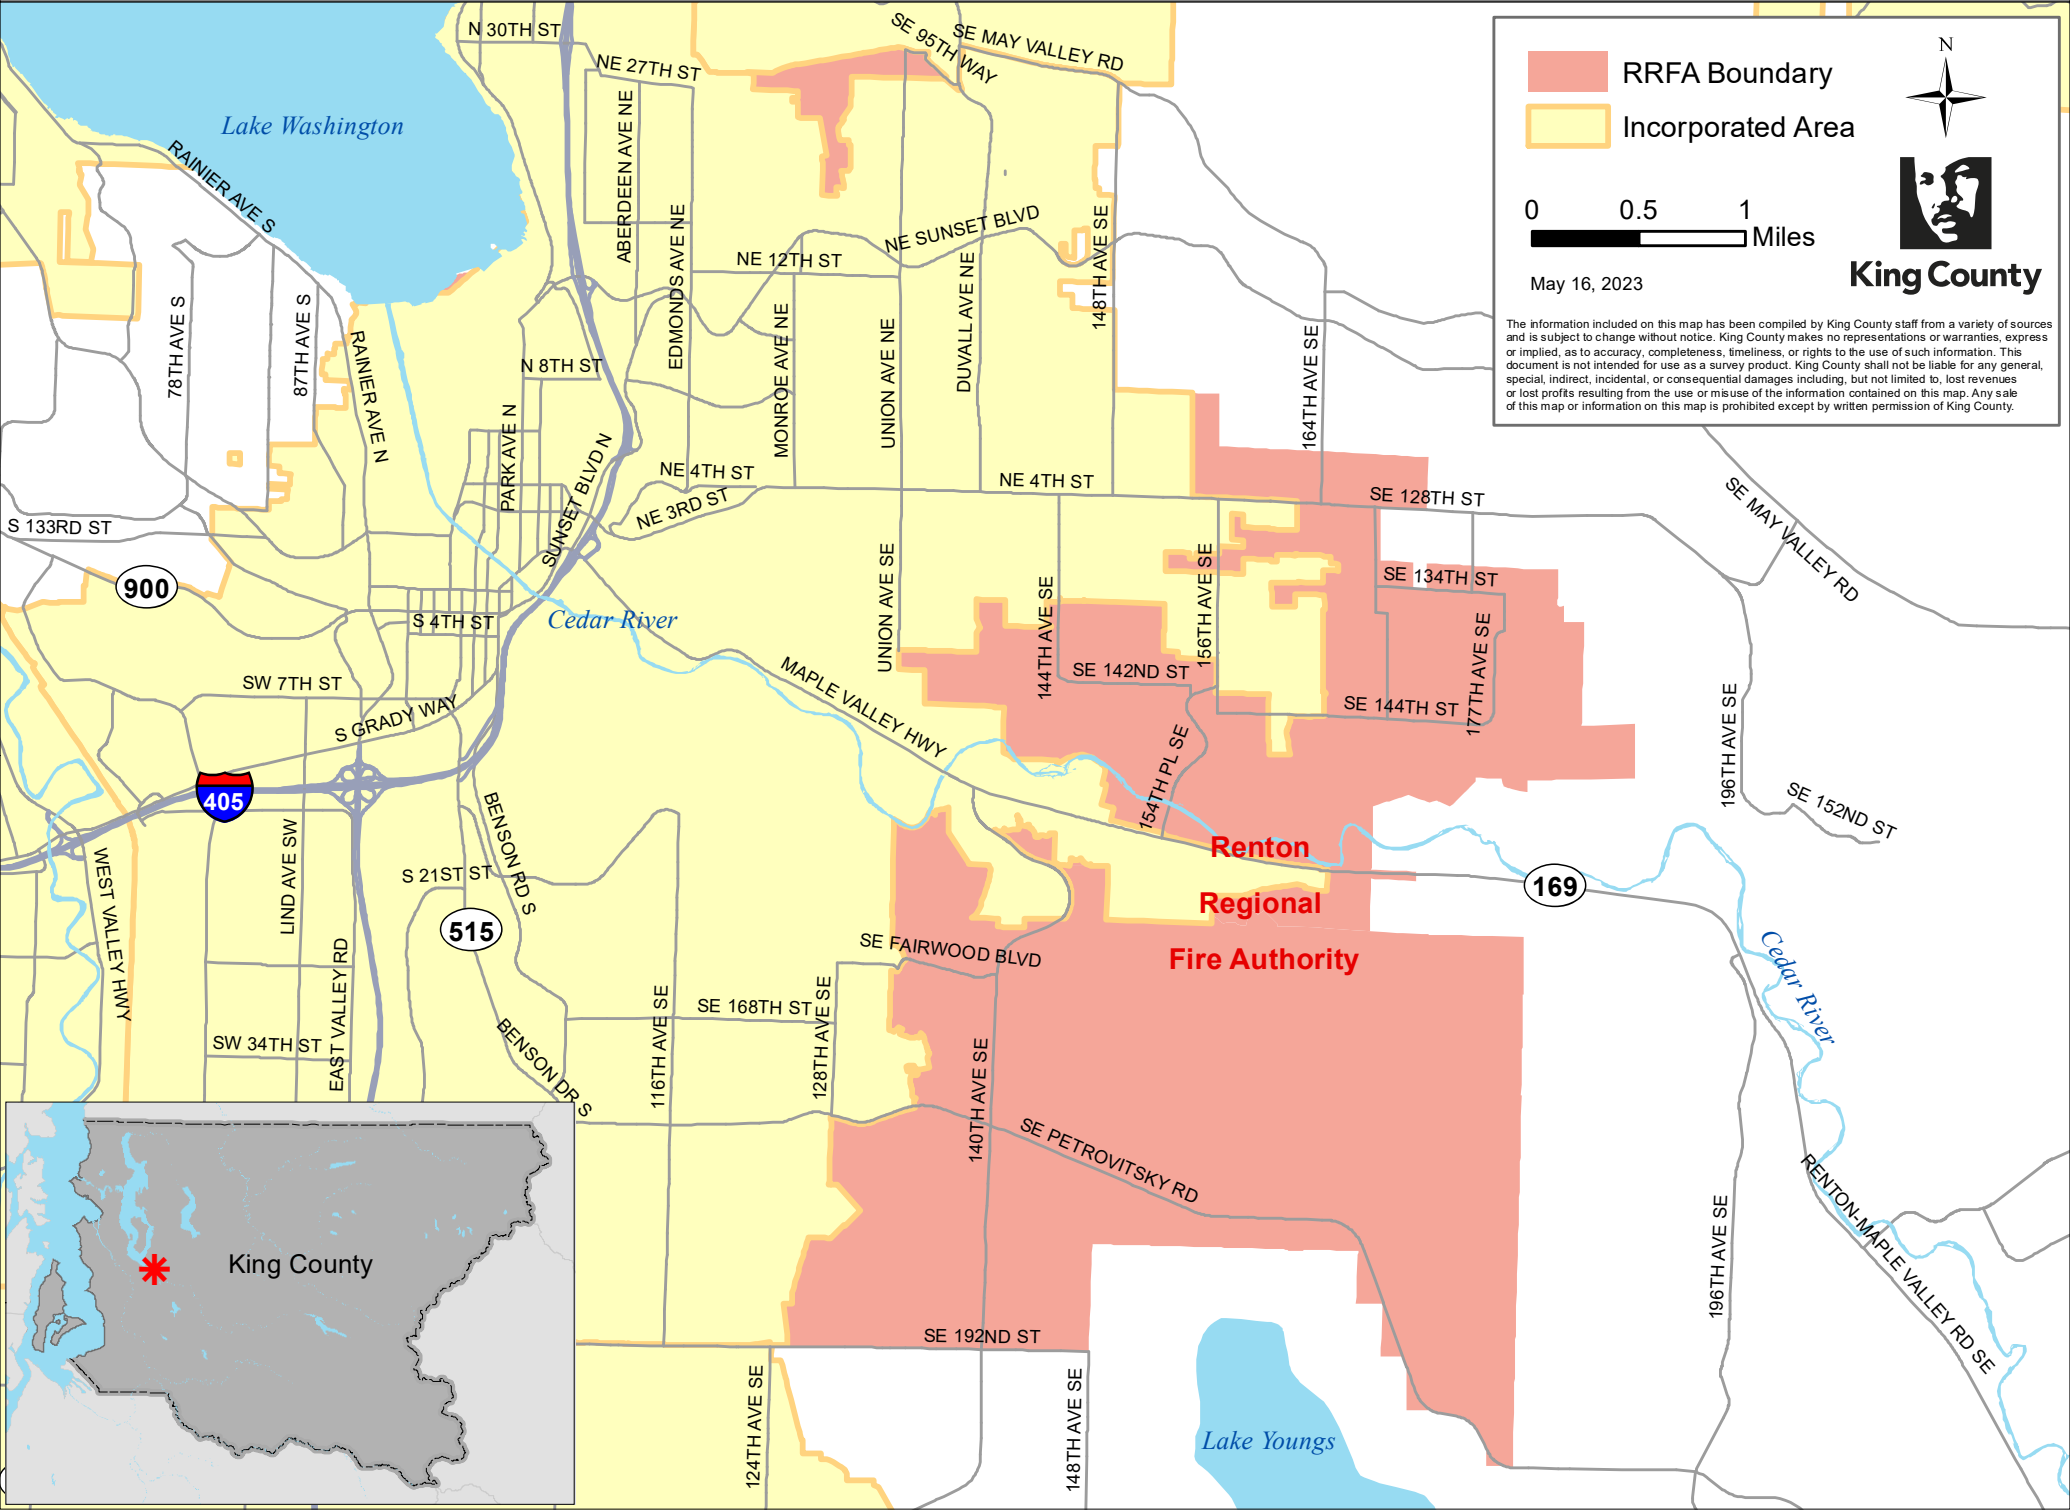 N 30TH ST
SE 95TH WAY
SE MAY VALLEY RD
NE 27TH ST
Lake Washington
RAINIER AVE S
ABERDEEN AVE NE
EDMONDS AVE NE
NE 12TH ST
NE SUNSET BLVD
148TH AVE SE
78TH AVE S
87TH AVE S
RAINIER AVE N
N 8TH ST
MONROE AVE NE
UNION AVE NE
DUVALL AVE NE
164TH AVE SE
PARK AVE N
SUNSET BLVD N
NE 4TH ST
NE 3RD ST
NE 4TH ST
SE 128TH ST
SE MAY VALLEY RD
S 133RD ST
900
S 4TH ST
Cedar River
UNION AVE SE
144TH AVE SE
156TH AVE SE
SE 134TH ST
SE 142ND ST
177TH AVE SE
SE 144TH ST
SW 7TH ST
S GRADY WAY
MAPLE VALLEY HWY
154TH PL SE
196TH AVE SE
SE 152ND ST
405
BENSON RD S
WEST VALLEY HWY
LIND AVE SW
S 21ST ST
515
EAST VALLEY RD
Renton
Regional
Fire Authority
169
Cedar River
SE FAIRWOOD BLVD
SE 168TH ST
116TH AVE SE
128TH AVE SE
140TH AVE SE
SW 34TH ST
BENSON DR S
SE PETROVITSKY RD
RENTON-MAPLE VALLEY RD SE
196TH AVE SE
SE 192ND ST
124TH AVE SE
148TH AVE SE
Lake Youngs
King County
RRFA Boundary
Incorporated Area
N
0 0.5 1
Miles
May 16, 2023
King County
The information included on this map has been compiled by King County staff from a variety of sources
and is subject to change without notice. King County makes no representations or warranties, express
or implied, as to accuracy, completeness, timeliness, or rights to the use of such information. This
document is not intended for use as a survey product. King County shall not be liable for any general,
special, indirect, incidental, or consequential damages including, but not limited to, lost revenues
or lost profits resulting from the use or misuse of the information contained on this map. Any sale
of this map or information on this map is prohibited except by written permission of King County.